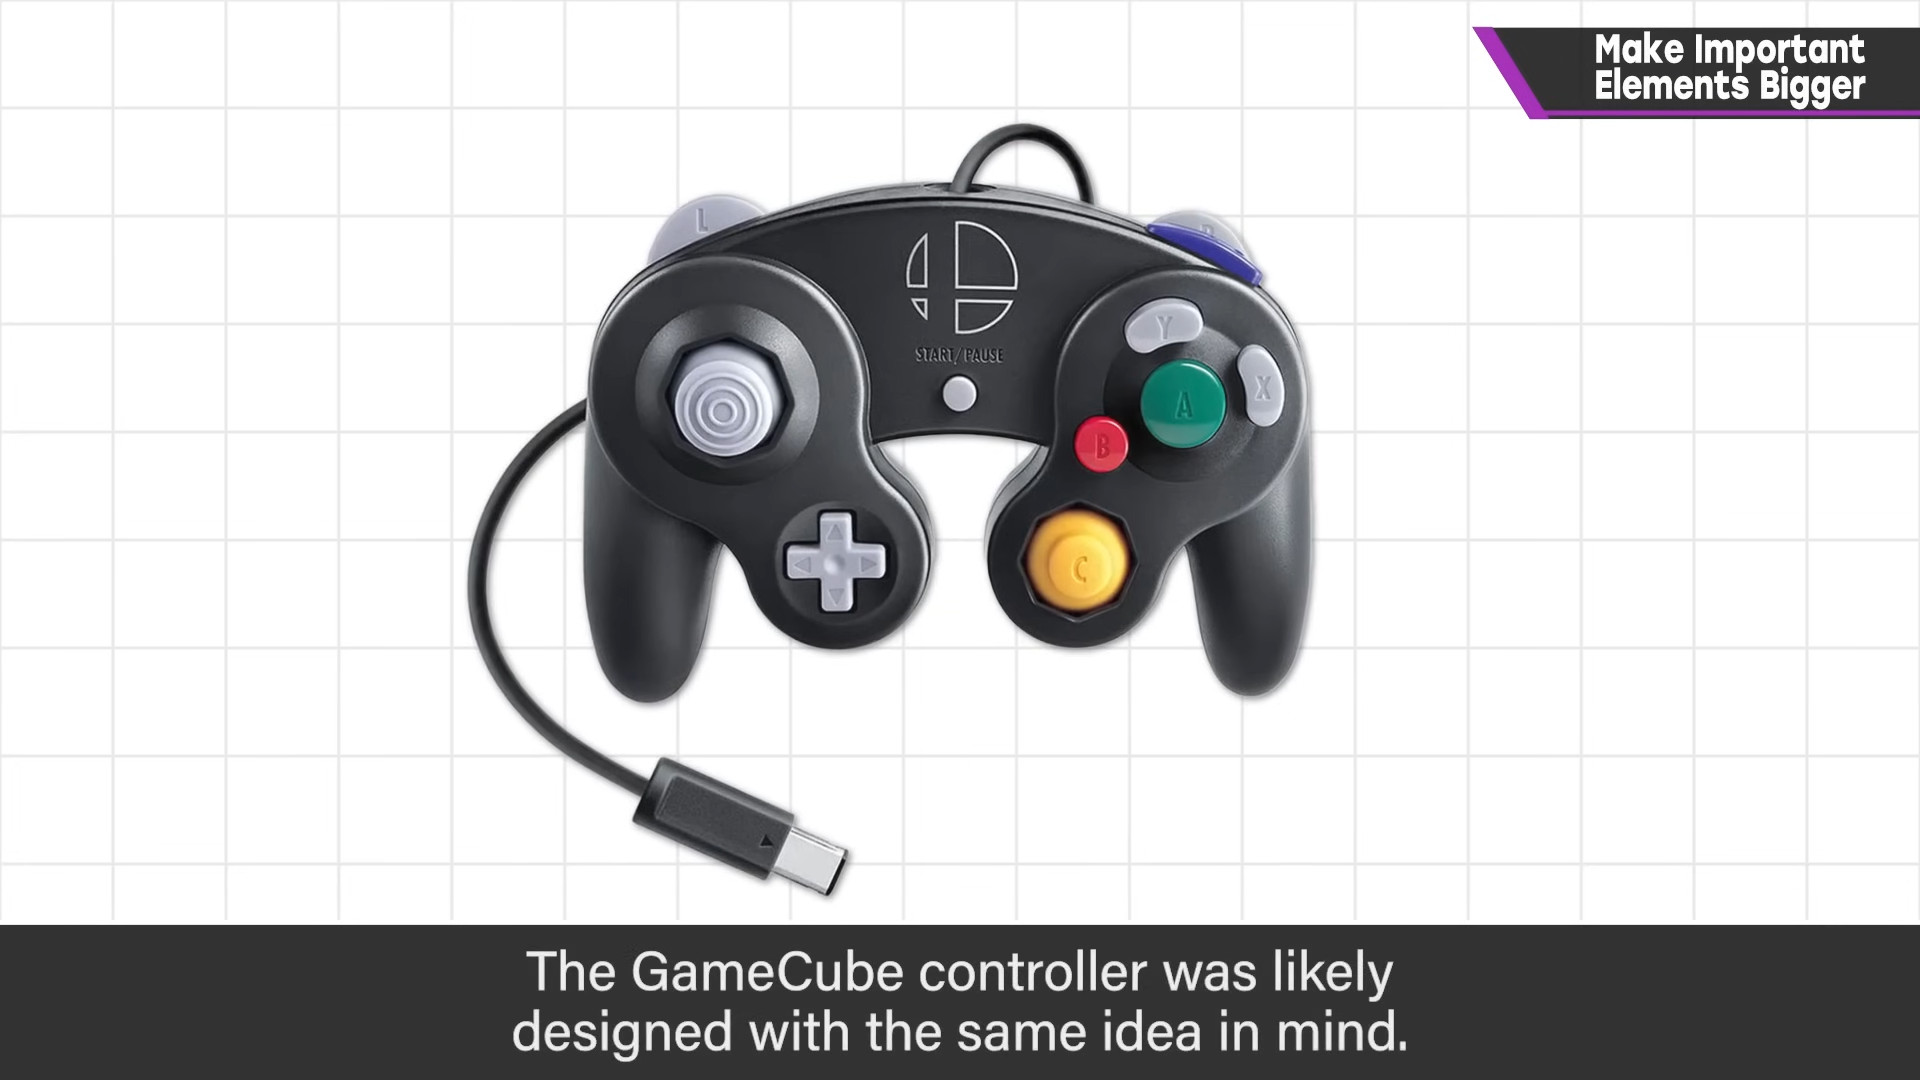 Make Important
Elements Bigger
L
START/PAUSE
Y
X
A
B
C
The GameCube controller was likely
designed with the same idea in mind.